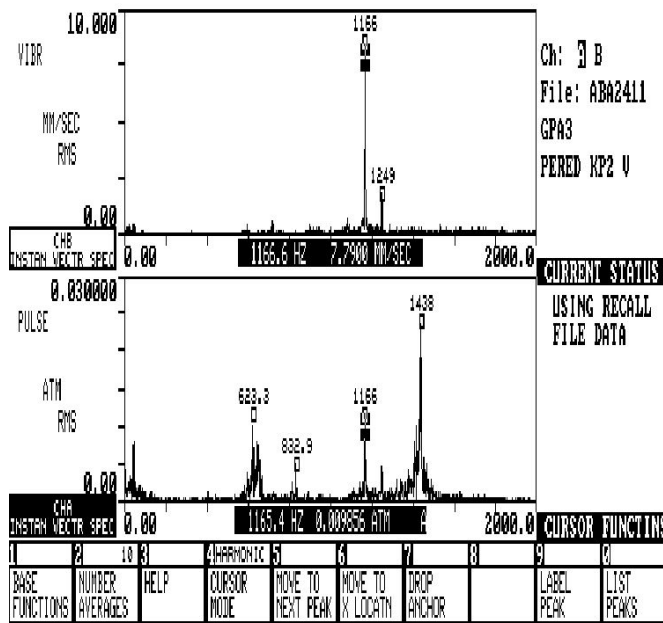 10.000
VIBR
MM/SEC
RMS
0.00
CHB
INSTAN VECTR SPEC
1166
1249
0.00
1166.6 HZ 7.7900 MM/SEC
2000.0
Ch: B
File: ABA2411
GPA3
PERED KP2 V
0.030000
PULSE
ATM
RMS
0.00
CHA
INSTAN VECTR SPEC
623.3
832.9
1166
1438
0.00
1165.4 HZ 0.009856 ATM A
2000.0
CURRENT STATUS
USING RECALL
FILE DATA
CURSOR FUNCTINS
1
BASE
FUNCTIONS
2 10
NUMBER
AVERAGES
3
HELP
4 HARMONIC
CURSOR
MODE
5
MOVE TO
NEXT PEAK
6
MOVE TO
X LOCATN
7
DROP
ANCHOR
8
9
LABEL
PEAK
0
LIST
PEAKS